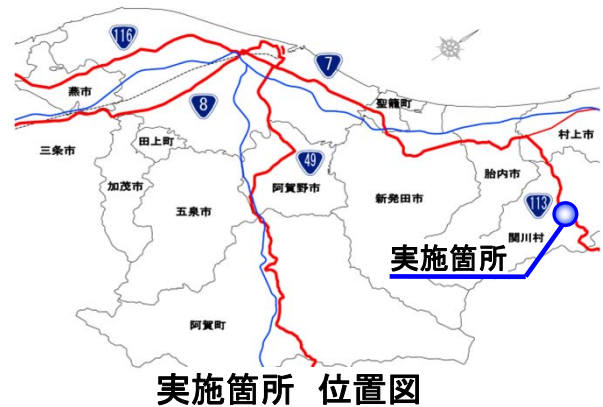 116
7
燕市
8
聖籠町
三条市
田上町
村上市
49
加茂市
阿賀野市
新発田市
胎内市
五泉市
113
関川村
実施箇所
阿賀町
実施箇所 位置図